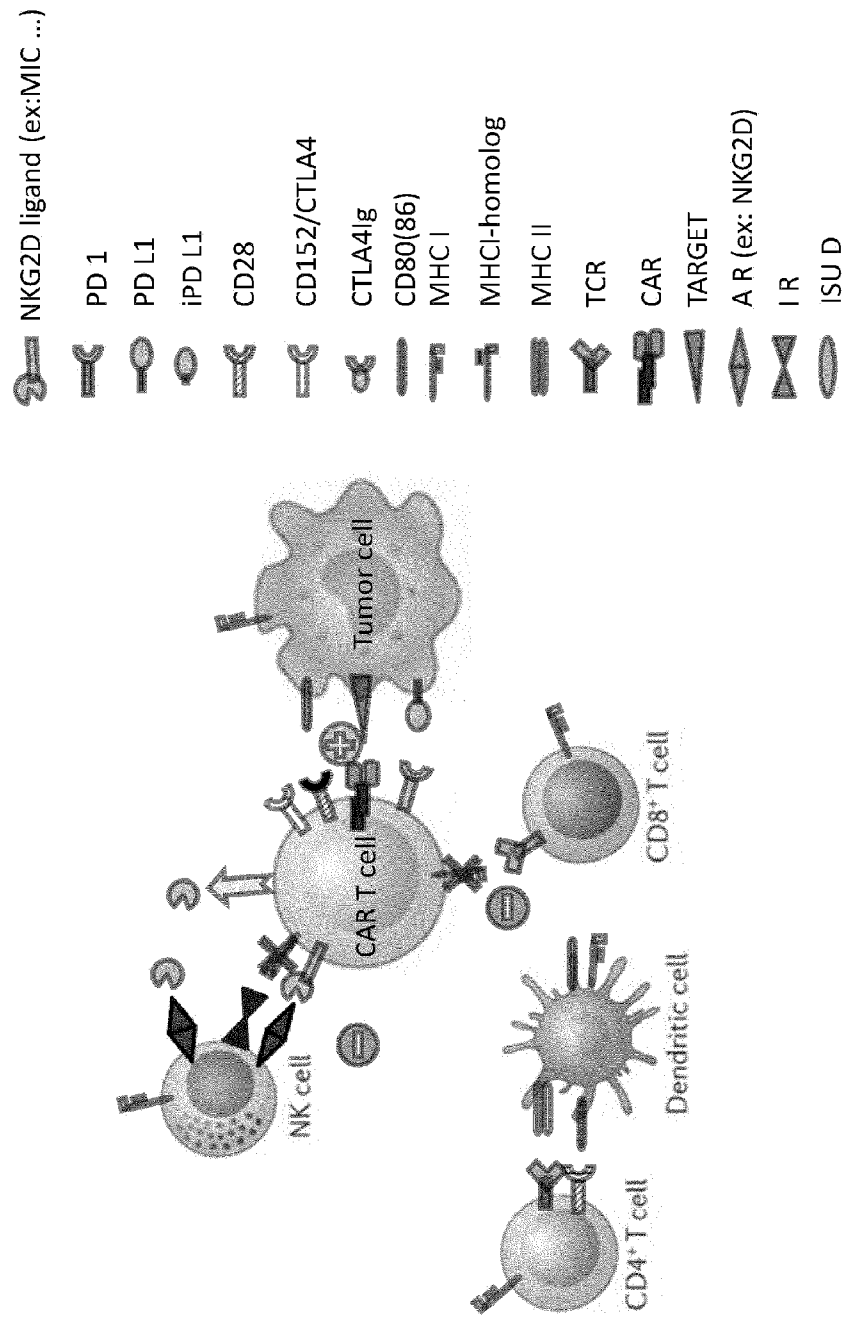 NKG2D ligand (ex:MIC ...)
PD 1
PD L1
iPD L1
CD28
CD152/CTLA4
CTLA4Ig
CD80(86)
MHC I
MHCI-homolog
MHC II
TCR
CAR
TARGET
A R (ex: NKG2D)
I R
ISU D
NK cell
CAR T cell
Tumor cell
CD4+ T cell
Dendritic cell
CD8+ T cell